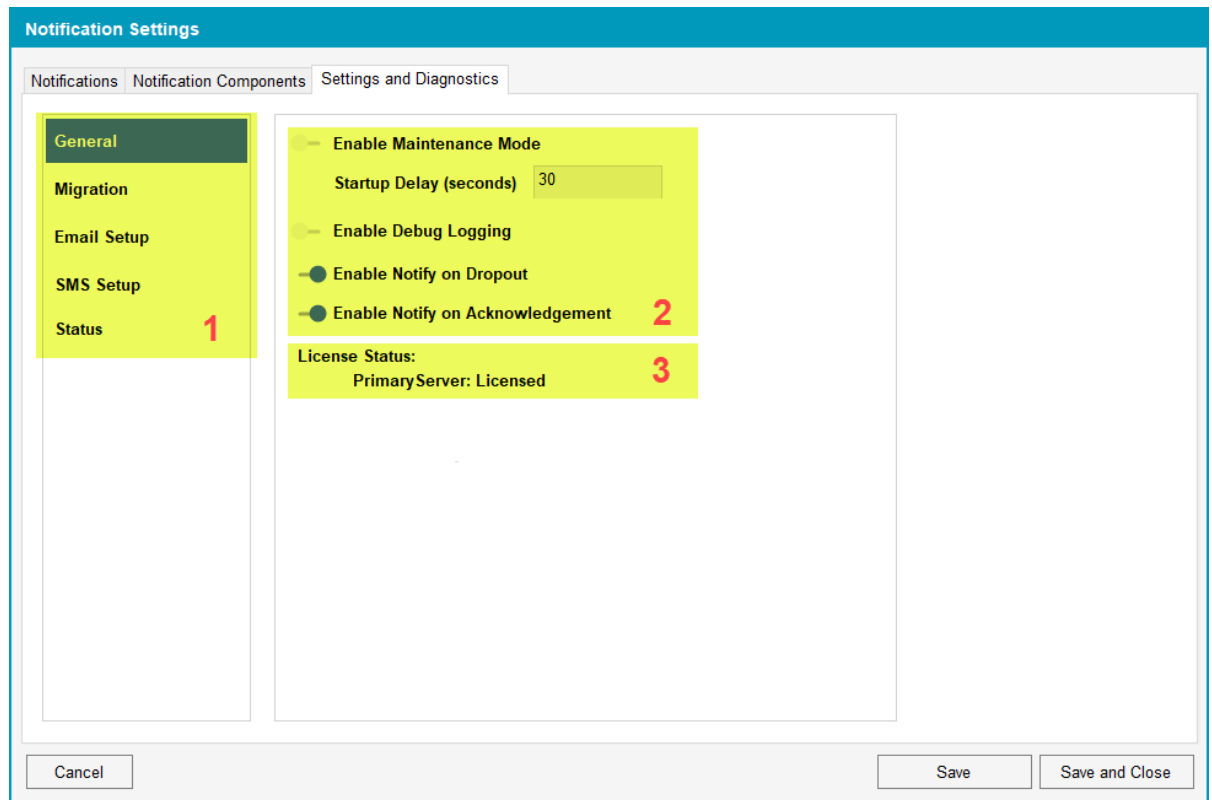 Notification Settings
Notifications Notification Components Settings and Diagnostics
General
Migration
Email Setup
SMS Setup
Status
1
Enable Maintenance Mode
Startup Delay (seconds) 30
Enable Debug Logging
Enable Notify on Dropout
Enable Notify on Acknowledgement
2
License Status:
PrimaryServer: Licensed
3
Cancel Save Save and Close